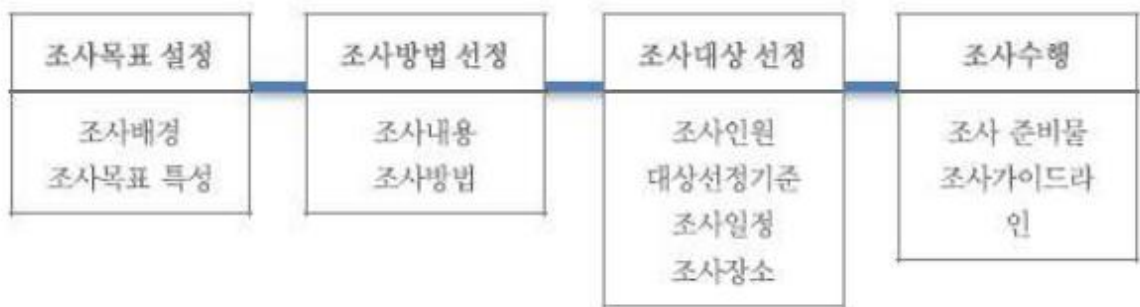 조사목표 설정
조사배경
조사목표 특성
조사방법 선정
조사내용
조사방법
조사대상 선정
조사인원
대상선정기준
조사일정
조사장소
조사수행
조사 준비물
조사가이드라
인